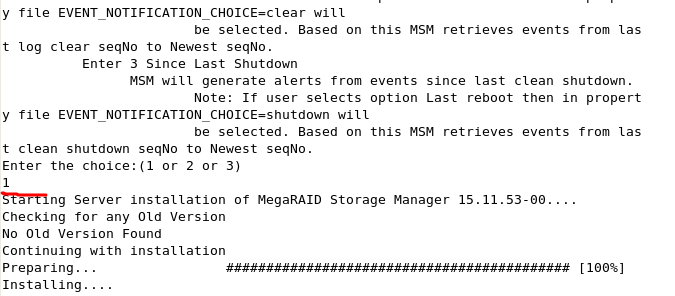 y file EVENT_NOTIFICATION_CHOICE=clear will
be selected. Based on this MSM retrieves events from las
t log clear seqNo to Newest seqNo.
Enter 3 Since Last Shutdown
MSM will generate alerts from events since last clean shutdown.
Note: If user selects option Last reboot then in propert
y file EVENT_NOTIFICATION_CHOICE=shutdown will
be selected. Based on this MSM retrieves events from las
t clean shutdown seqNo to Newest seqNo.
Enter the choice:(1 or 2 or 3)
1
Starting Server installation of MegaRAID Storage Manager 15.11.53-00....
Checking for any Old Version
No Old Version Found
Continuing with installation
Preparing... ########################################### [100%]
Installing....